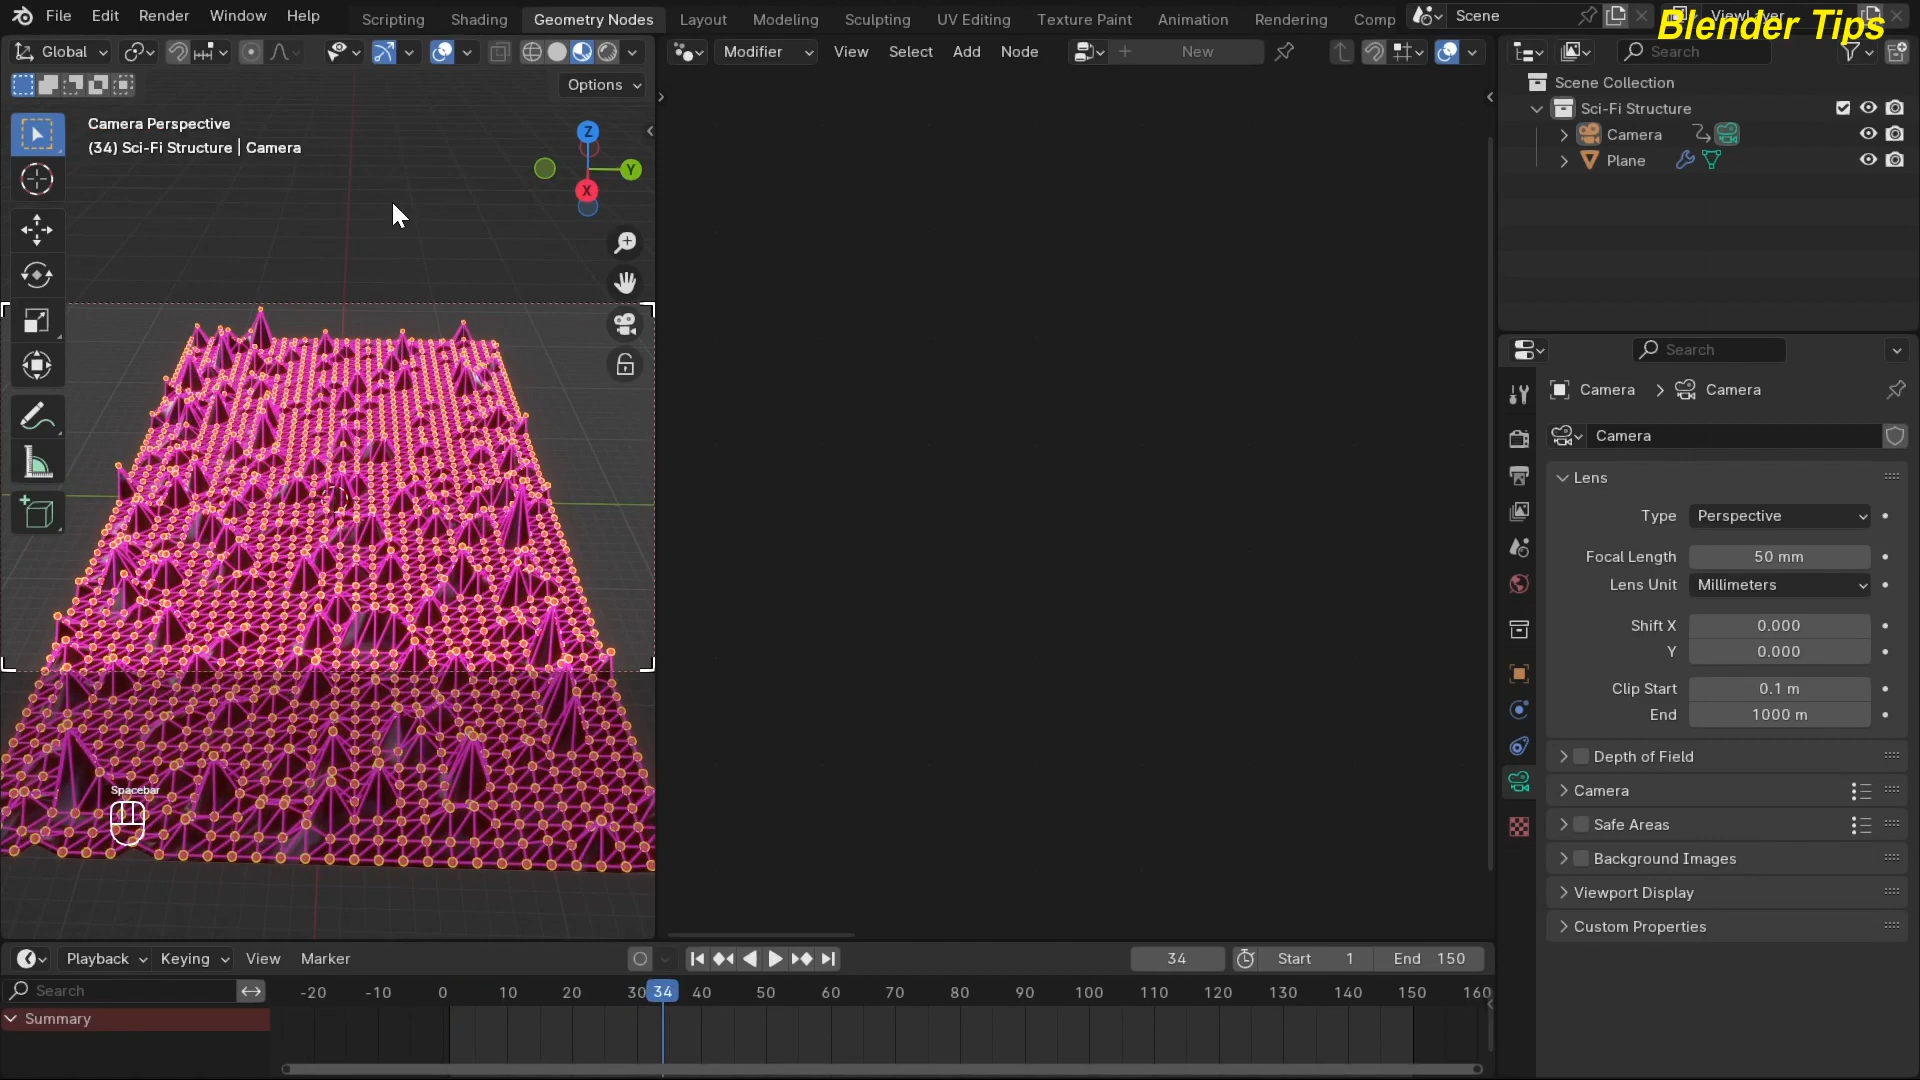 File Edit Render Window Help Scripting Shading Geometry Nodes Layout Modeling Sculpting UV Editing Texture Paint Animation Rendering Comp Scene ViewLayer
Blender Tips
Global Modifier View Select Add Node New Search
Options
Camera Perspective
(34) Sci-Fi Structure | Camera
Z
Y
X
Scene Collection
Sci-Fi Structure
Camera
Plane
Search
Camera > Camera
Camera
Lens
Type Perspective
Focal Length 50 mm
Lens Unit Millimeters
Shift X 0.000
Y 0.000
Clip Start 0.1 m
End 1000 m
Depth of Field
Camera
Safe Areas
Background Images
Viewport Display
Custom Properties
Spacebar
Playback Keying View Marker 34 Start 1 End 150
Search -20 -10 0 10 20 30 34 40 50 60 70 80 90 100 110 120 130 140 150 160
Summary